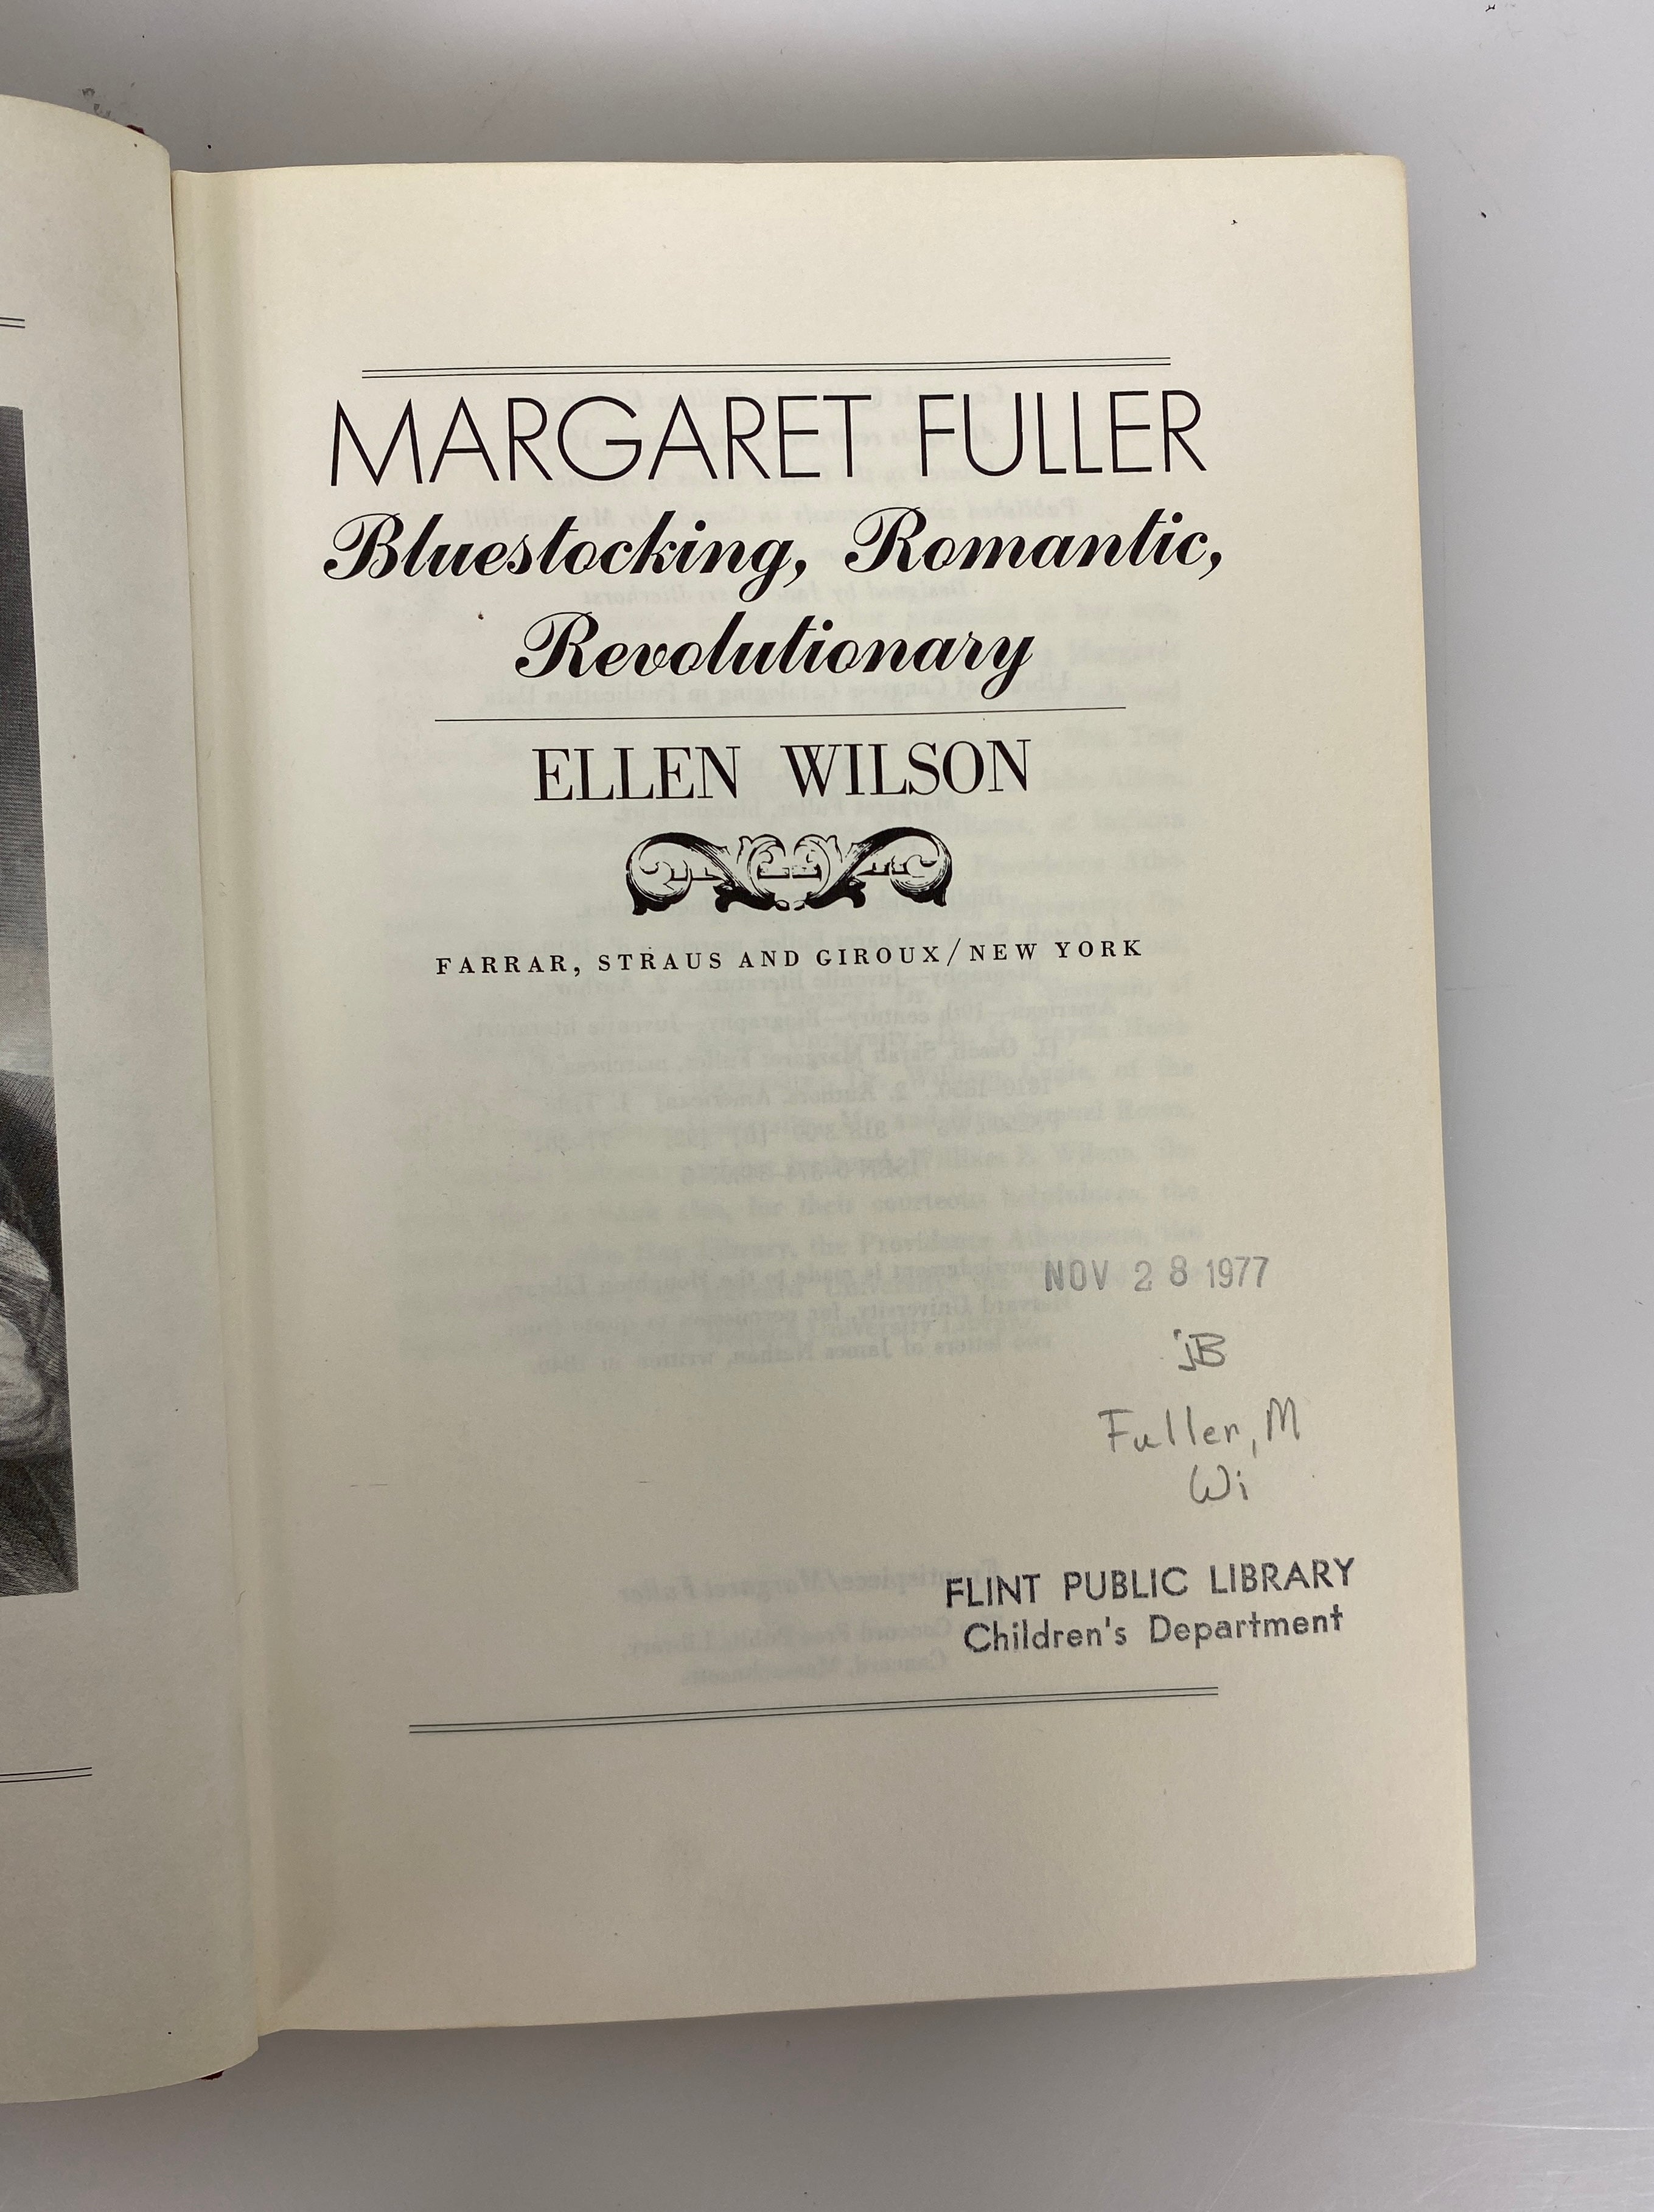 MARGARET FULLER
Bluestocking, Romantic,
Revolutionary
ELLEN WILSON
FARRAR, STRAUS AND GIROUX/NEW YORK
NOV 28 1977
jB
Fuller, M
Wi
FLINT PUBLIC LIBRARY
Children's Department